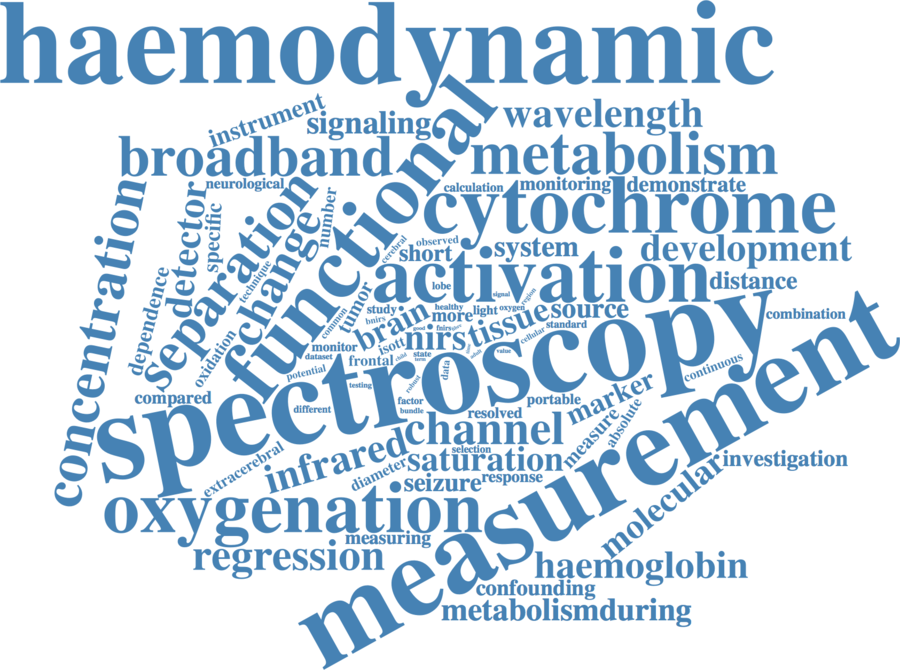 haemodynamic
instrument
signaling
wavelength
functional
broadband
metabolism
neurological
calculation
monitoring
demonstrate
concentration
detector
specific
separation
number
cytochrome
change
technique
cerebral
observed
short
system
development
dependence
activation
distance
lobe
signal
region
tumor
study
healthy
oxygen
bnirs
brain
more
light
source
common
good
fnirs
tissue
standard
combination
oxidation
isott
nirs
cellular
monitor
dataset
frontal
child
state
term
adult
value
potential
testing
robust
data
spectroscopy
measurement
continuous
compared
different
factor
bundle
portable
marker
resolved
measure
absolute
channel
selection
infrared
extracerebral
diameter
saturation
seizure
response
investigation
molecular
oxygenation
measuring
regression
haemoglobin
confounding
metabolismduring